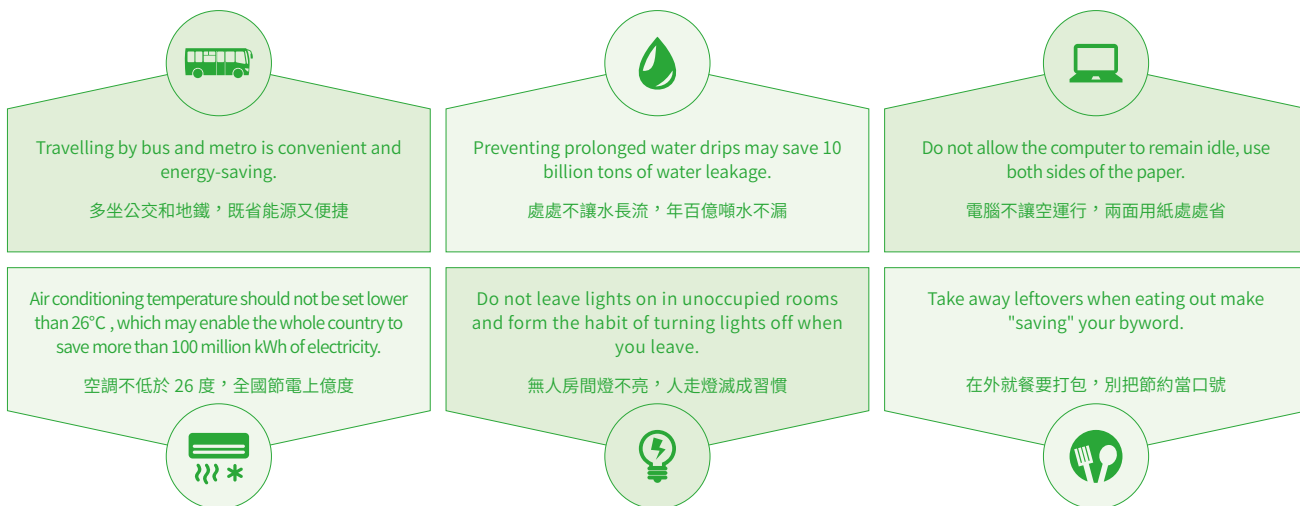 Travelling by bus and metro is convenient and
energy-saving.
多坐公交和地鐵，既省能源又便捷
Preventing prolonged water drips may save 10
billion tons of water leakage.
處處不讓水長流，年百億噸水不漏
Do not allow the computer to remain idle, use
both sides of the paper.
電腦不讓空運行，兩面用紙處處省
Air conditioning temperature should not be set lower
than 26°C , which may enable the whole country to
save more than 100 million kWh of electricity.
空調不低於 26 度，全國節電上億度
Do not leave lights on in unoccupied rooms
and form the habit of turning lights off when
you leave.
無人房間燈不亮，人走燈滅成習慣
Take away leftovers when eating out make
"saving" your byword.
在外就餐要打包，別把節約當口號